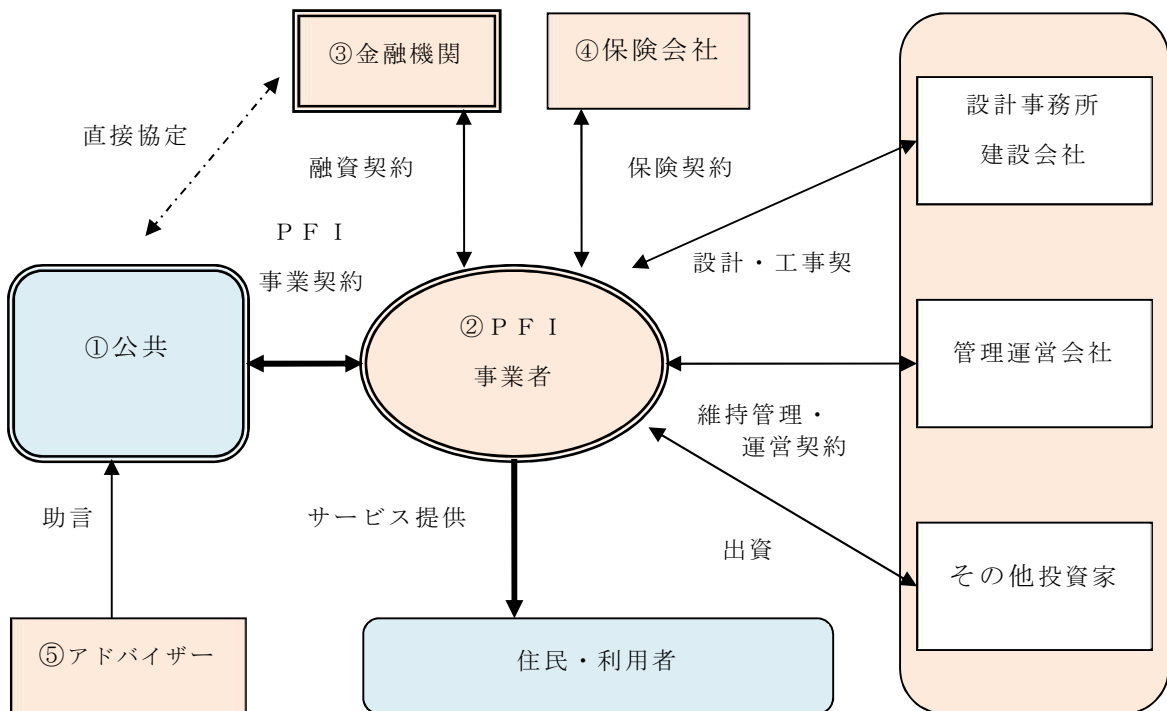 ③金融機関
④保険会社
設計事務所
建設会社
直接協定
融資契約
保険契約
ＰＦＩ
事業契約
設計・工事契
①公共
②ＰＦＩ
事業者
管理運営会社
維持管理・
運営契約
助言
サービス提供
出資
その他投資家
⑤アドバイザー
住民・利用者